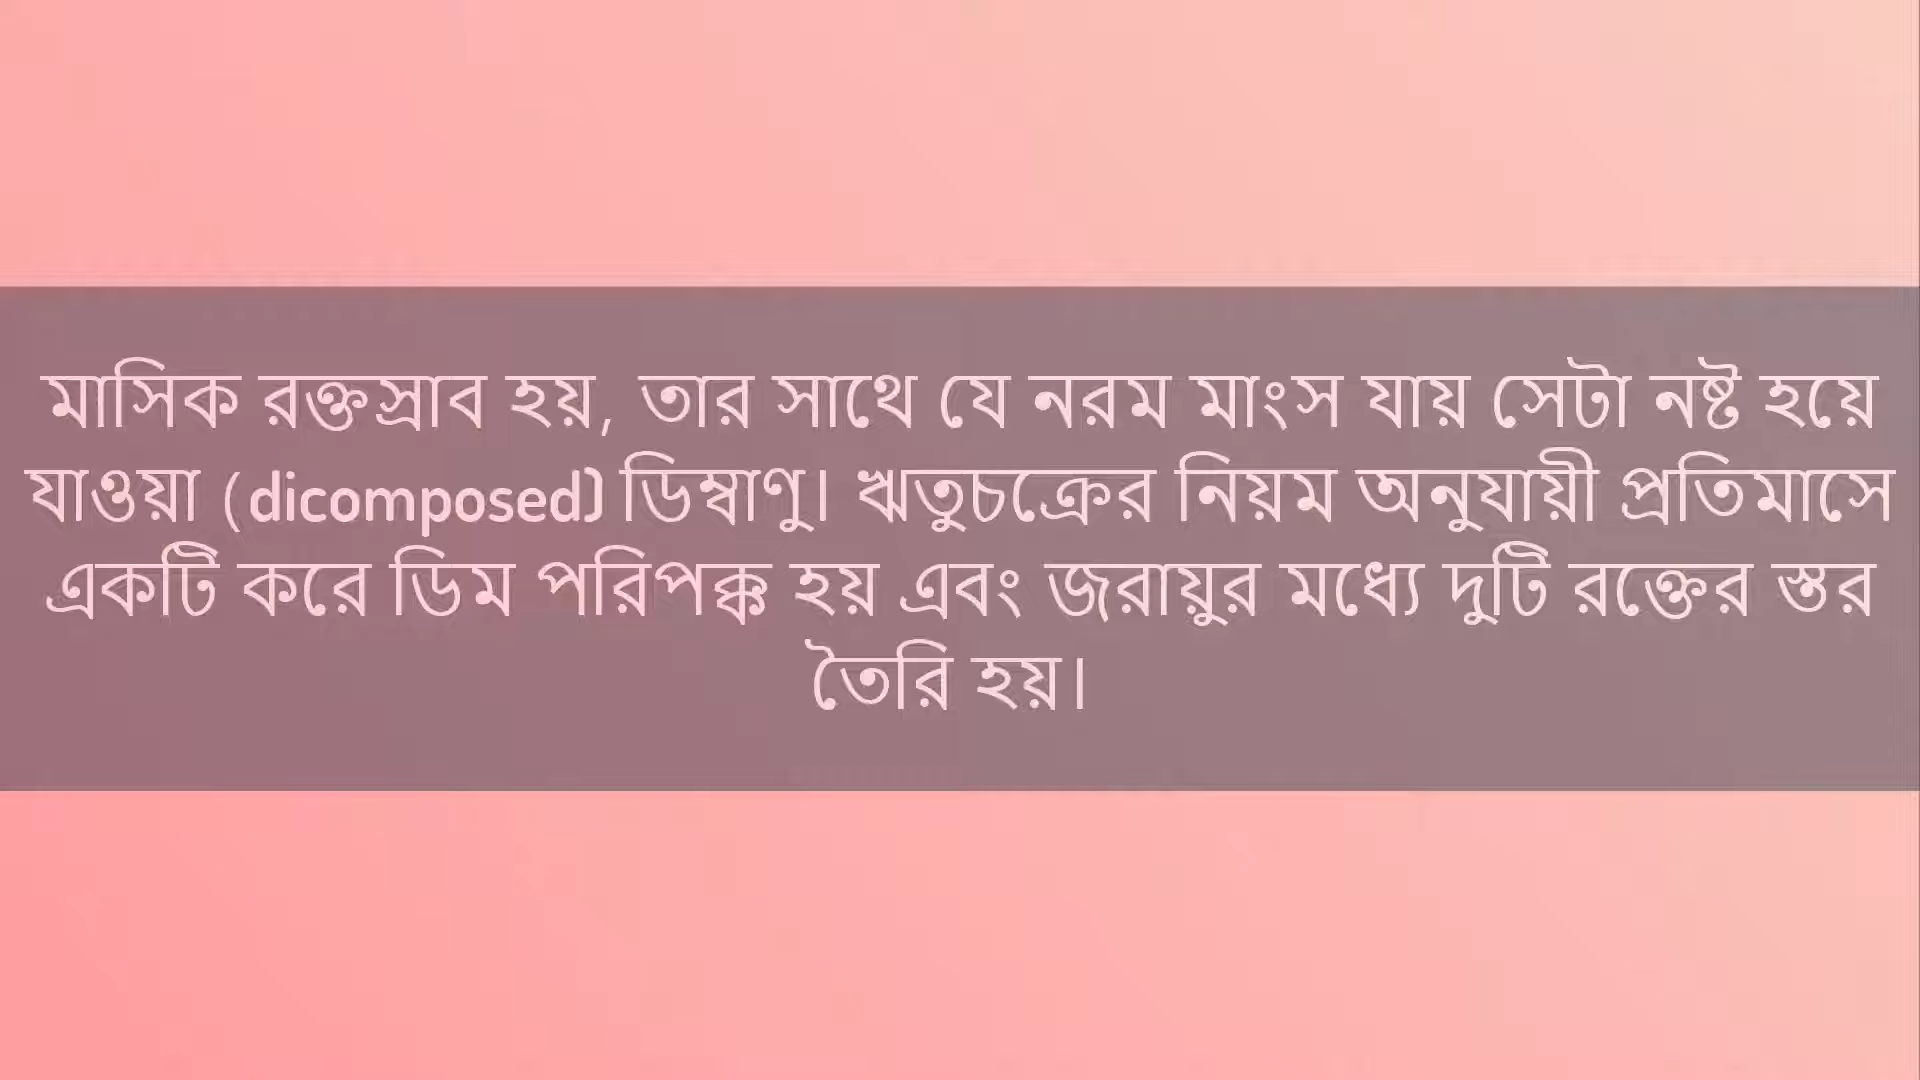 মাসিক রক্তস্রাব হয়, তার সাথে যে নরম মাংস যায় সেটা নষ্ট হয়ে
যাওয়া (dicomposed) ডিম্বাণু। ঋতুচক্রের নিয়ম অনুযায়ী প্রতিমাসে
একটি করে ডিম পরিপক্ক হয় এবং জরায়ুর মধ্যে দুটি রক্তের স্তর
তৈরি হয়।